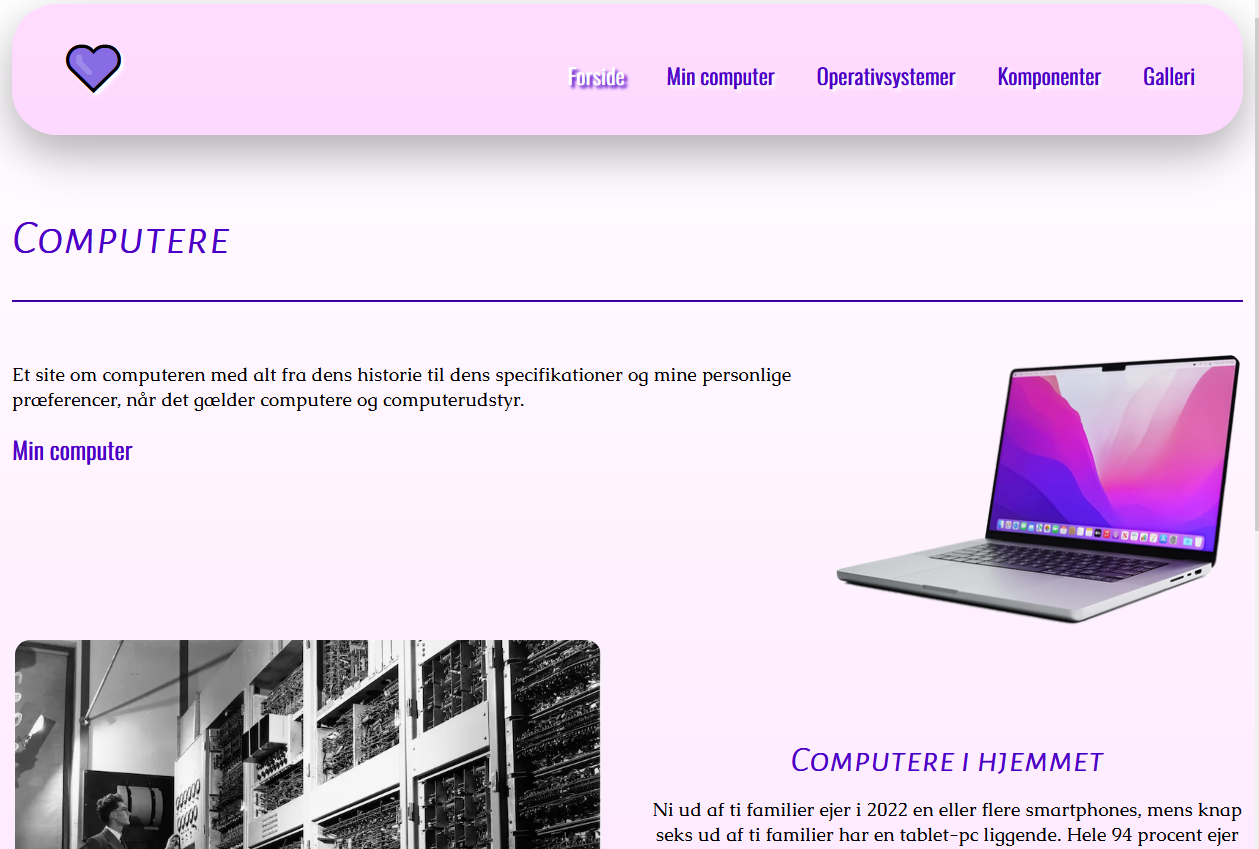 Forside Min computer Operativsystemer Komponenter Galleri
Computere
Et site om computeren med alt fra dens historie til dens specifikationer og mine personlige
præferencer, når det gælder computere og computerudstyr.
Min computer
Computere i hjemmet
Ni ud af ti familier ejer i 2022 en eller flere smartphones, mens knap
seks ud af ti familier har en tablet-pc liggende. Hele 94 procent ejer